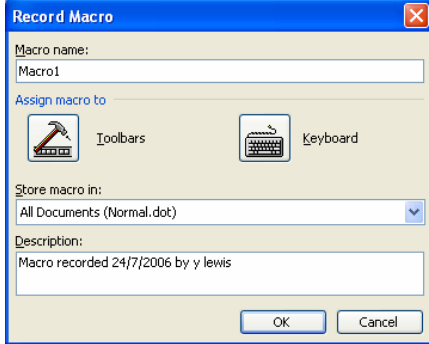 Record Macro
Macro name:
Macro1
Assign macro to
Toolbars
Keyboard
Store macro in:
All Documents (Normal.dot)
Description:
Macro recorded 24/7/2006 by y lewis
OK
Cancel